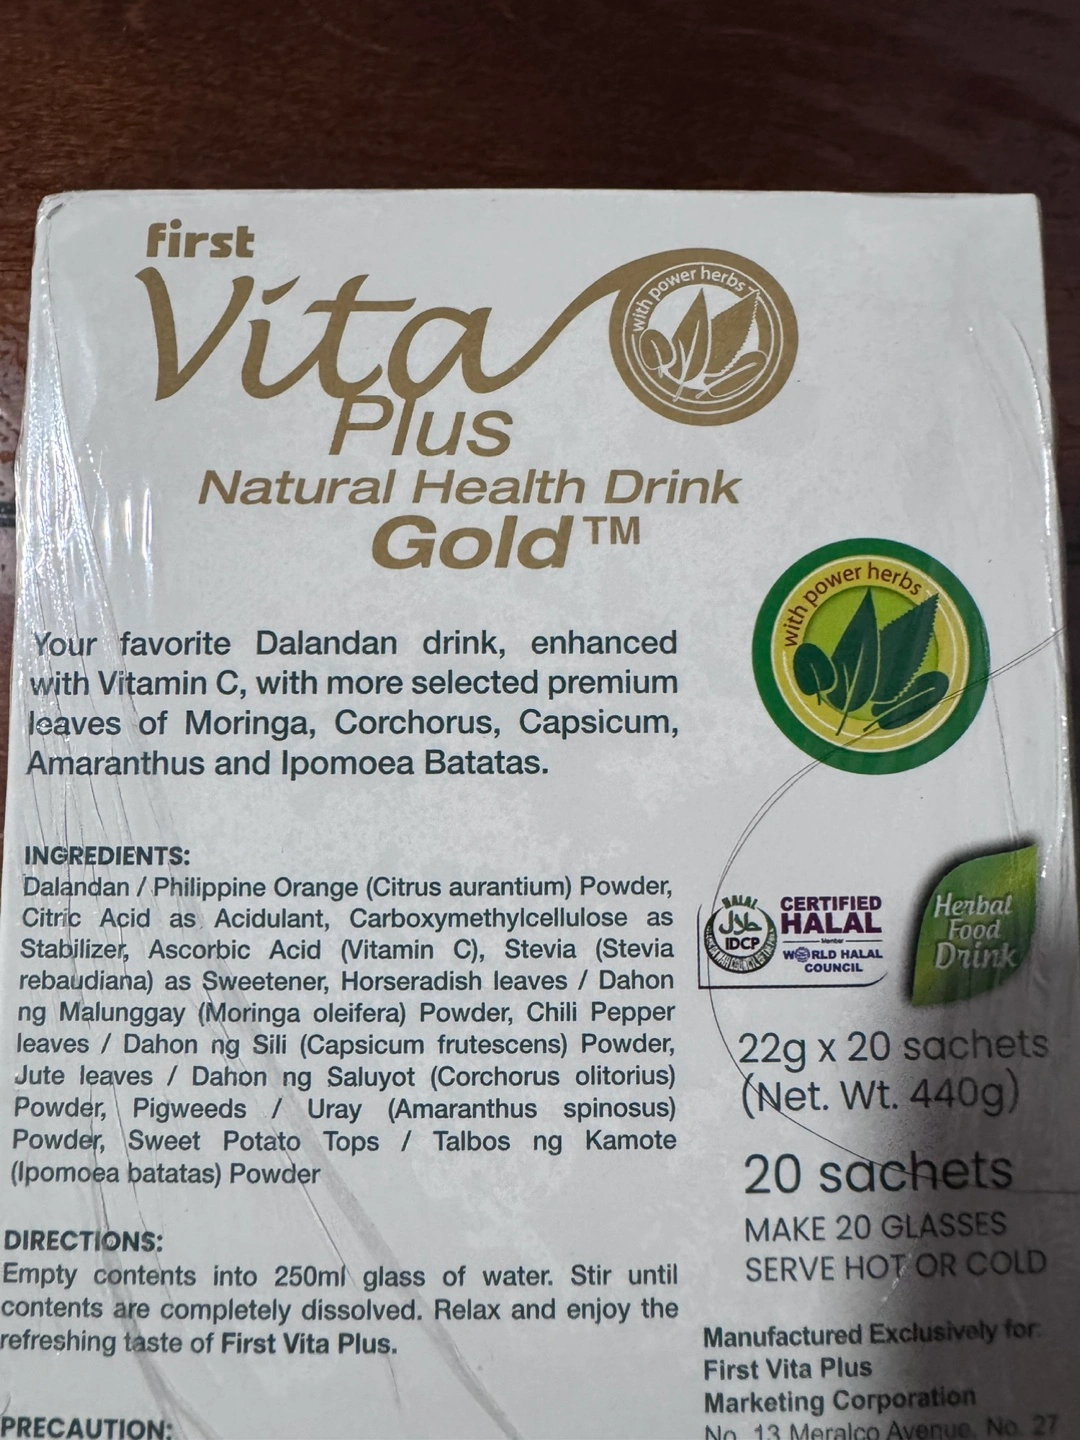 first
Vita
Plus
with power herbs
Natural Health Drink
Gold™
with power herbs
Your favorite Dalandan drink, enhanced
with Vitamin C, with more selected premium
leaves of Moringa, Corchorus, Capsicum,
Amaranthus and Ipomoea Batatas.
INGREDIENTS:
Dalandan / Philippine Orange (Citrus aurantium) Powder,
Citric Acid as Acidulant, Carboxymethylcellulose as
Stabilizer, Ascorbic Acid (Vitamin C), Stevia (Stevia
rebaudiana) as Sweetener, Horseradish leaves / Dahon
ng Malunggay (Moringa oleifera) Powder, Chili Pepper
leaves / Dahon ng Sili (Capsicum frutescens) Powder,
Jute leaves / Dahon ng Saluyot (Corchorus olitorius)
Powder, Pigweeds / Uray (Amaranthus spinosus)
Powder, Sweet Potato Tops / Talbos ng Kamote
(Ipomoea batatas) Powder
DIRECTIONS:
Empty contents into 250ml glass of water. Stir until
contents are completely dissolved. Relax and enjoy the
refreshing taste of First Vita Plus.
PRECAUTION:
HALAL
حلال
IDCP
CERTIFIED
HALAL
Member
WORLD HALAL
COUNCIL
Herbal
Food
Drink
22g x 20 sachets
(Net. Wt. 440g)
20 sachets
MAKE 20 GLASSES
SERVE HOT OR COLD
Manufactured Exclusively for:
First Vita Plus
Marketing Corporation
No. 13 Meralco Avenue, No. 27